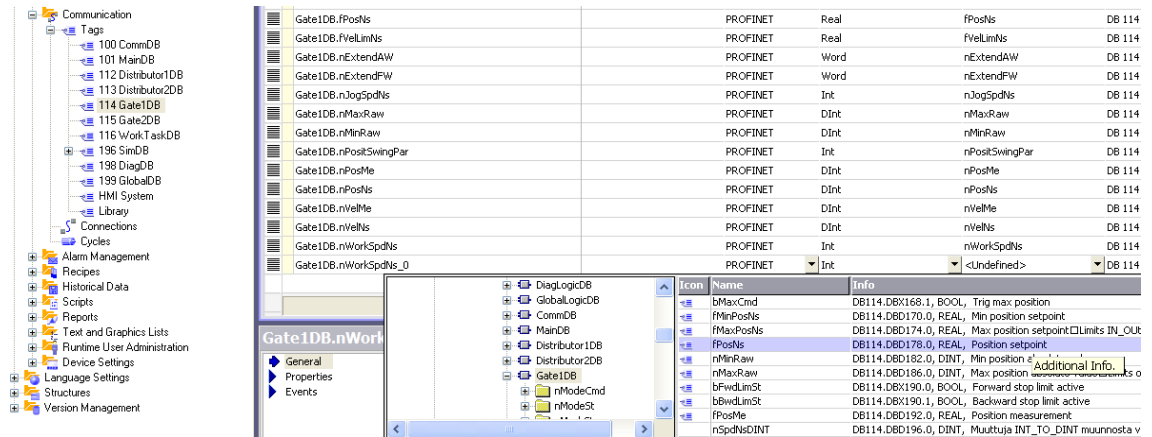 Communication
Tags
100 CommDB
101 MainDB
112 Distributor1DB
113 Distributor2DB
114 Gate1DB
115 Gate2DB
116 WorkTaskDB
196 SimDB
198 DiagDB
199 GlobalDB
HMI System
Library
Connections
Cycles
Alarm Management
Recipes
Historical Data
Scripts
Reports
Text and Graphics Lists
Runtime User Administration
Device Settings
Language Settings
Structures
Version Management
Gate1DB.fPosNs PROFINET Real fPosNs DB 114
Gate1DB.fVelLimNs PROFINET Real fVelLimNs DB 114
Gate1DB.nExtendAW PROFINET Word nExtendAW DB 114
Gate1DB.nExtendFW PROFINET Word nExtendFW DB 114
Gate1DB.nJogSpdNs PROFINET Int nJogSpdNs DB 114
Gate1DB.nMaxRaw PROFINET DInt nMaxRaw DB 114
Gate1DB.nMinRaw PROFINET DInt nMinRaw DB 114
Gate1DB.nPositSwingPar PROFINET Int nPositSwingPar DB 114
Gate1DB.nPosMe PROFINET DInt nPosMe DB 114
Gate1DB.nPosNs PROFINET DInt nPosNs DB 114
Gate1DB.nVelMe PROFINET DInt nVelMe DB 114
Gate1DB.nVelNs PROFINET DInt nVelNs DB 114
Gate1DB.nWorkSpdNs PROFINET Int nWorkSpdNs DB 114
Gate1DB.nWorkSpdNs_0 PROFINET Int <Undefined> DB 114
Gate1DB.nWork
General
Properties
Events
DiagLogicDB
GlobalLogicDB
CommDB
MainDB
Distributor1DB
Distributor2DB
Gate1DB
nModeCmd
nModeSt
Icon Name Info
bMaxCmd DB114.DBX168.1, BOOL, Trig max position
fMinPosNs DB114.DBD170.0, REAL, Min position setpoint
fMaxPosNs DB114.DBD174.0, REAL, Max position setpoint□Limits IN_OUt
fPosNs DB114.DBD178.0, REAL, Position setpoint
nMinRaw DB114.DBD182.0, DINT, Min position
Additional Info.
nMaxRaw DB114.DBD186.0, DINT, Max position
bFwdLimSt DB114.DBX190.0, BOOL, Forward stop limit active
bBwdLimSt DB114.DBX190.1, BOOL, Backward stop limit active
fPosMe DB114.DBD192.0, REAL, Position measurement
nSpdNsDINT DB114.DBD196.0, DINT, Muuttuja INT_TO_DINT muunnosta v